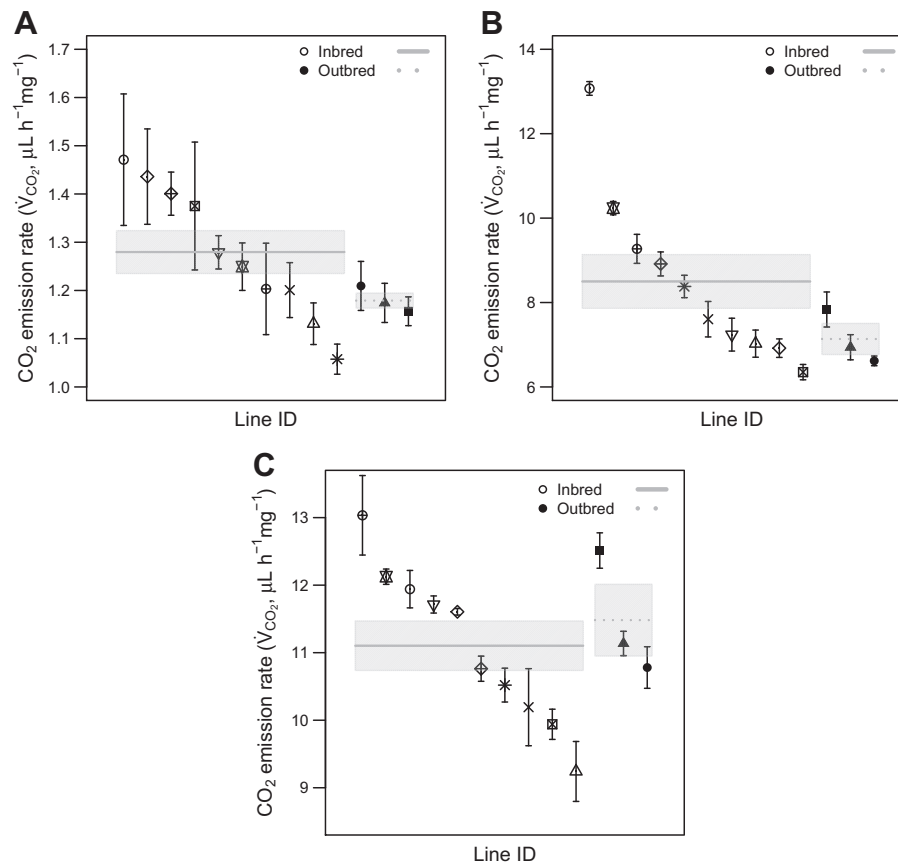 A
CO₂ emission rate (V̇CO₂, µL h⁻¹mg⁻¹)
1.7
1.6
1.5
1.4
1.3
1.2
1.1
1.0
Inbred
Outbred
Line ID
B
CO₂ emission rate (V̇CO₂, µL h⁻¹mg⁻¹)
14
12
10
8
6
Inbred
Outbred
Line ID
C
CO₂ emission rate (V̇CO₂, µL h⁻¹mg⁻¹)
13
12
11
10
9
Inbred
Outbred
Line ID